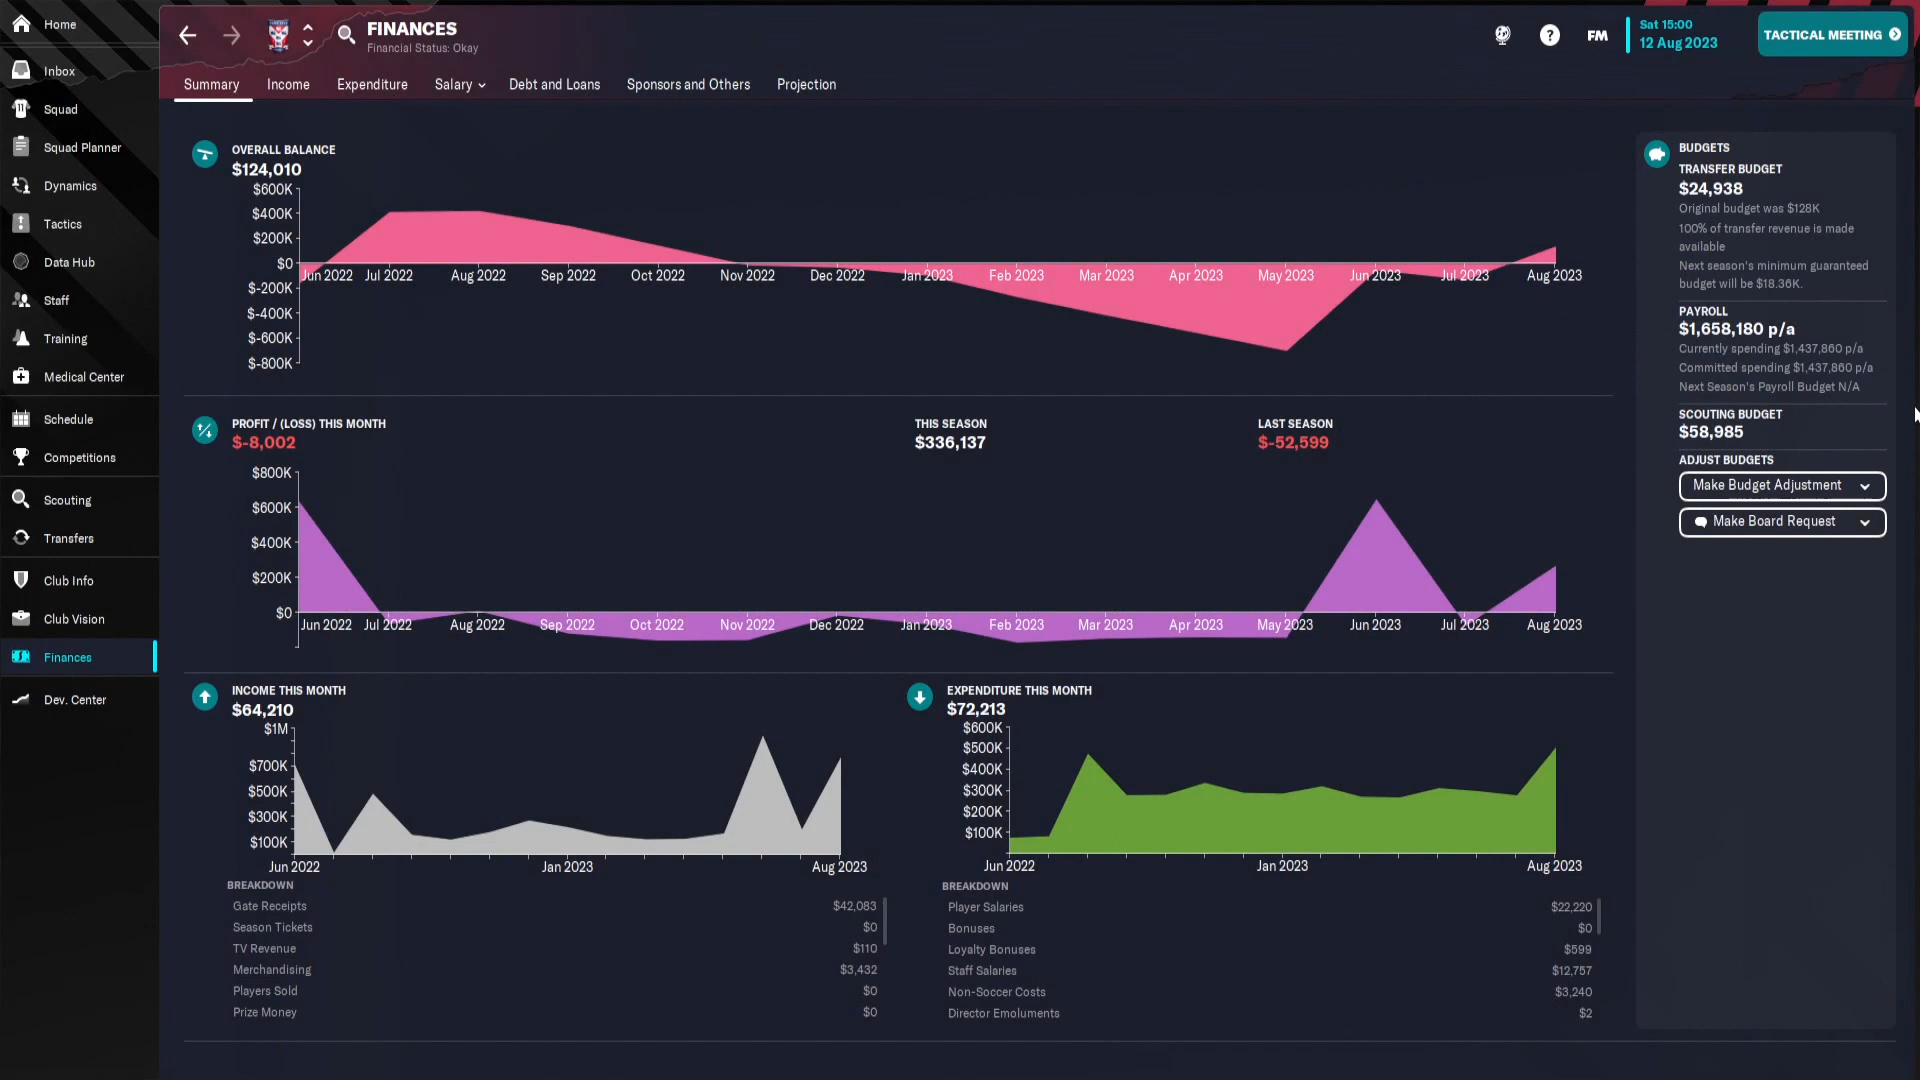 Home
Inbox
Squad
Squad Planner
Dynamics
Tactics
Data Hub
Staff
Training
Medical Center
Schedule
Competitions
Scouting
Transfers
Club Info
Club Vision
Finances
Dev. Center
FINANCES
Financial Status: Okay
? FM
Sat 15:00
12 Aug 2023
TACTICAL MEETING
Summary Income Expenditure Salary Debt and Loans Sponsors and Others Projection
OVERALL BALANCE
$124,010
$600K
$400K
$200K
$0
$-200K
$-400K
$-600K
$-800K
Jun 2022 Jul 2022 Aug 2022 Sep 2022 Oct 2022 Nov 2022 Dec 2022 Jan 2023 Feb 2023 Mar 2023 Apr 2023 May 2023 Jun 2023 Jul 2023 Aug 2023
PROFIT / (LOSS) THIS MONTH
$-8,002
THIS SEASON
$336,137
LAST SEASON
$-52,599
$800K
$600K
$400K
$200K
$0
Jun 2022 Jul 2022 Aug 2022 Sep 2022 Oct 2022 Nov 2022 Dec 2022 Jan 2023 Feb 2023 Mar 2023 Apr 2023 May 2023 Jun 2023 Jul 2023 Aug 2023
INCOME THIS MONTH
$64,210
$1M
$700K
$500K
$300K
$100K
Jun 2022 Jan 2023 Aug 2023
BREAKDOWN
Gate Receipts $42,083
Season Tickets $0
TV Revenue $110
Merchandising $3,432
Players Sold $0
Prize Money $0
EXPENDITURE THIS MONTH
$72,213
$600K
$500K
$400K
$300K
$200K
$100K
Jun 2022 Jan 2023 Aug 2023
BREAKDOWN
Player Salaries $22,220
Bonuses $0
Loyalty Bonuses $599
Staff Salaries $12,757
Non-Soccer Costs $3,240
Director Emoluments $2
BUDGETS
TRANSFER BUDGET
$24,938
Original budget was $128K
100% of transfer revenue is made
available
Next season's minimum guaranteed
budget will be $18.36K.
PAYROLL
$1,658,180 p/a
Currently spending $1,437,860 p/a
Committed spending $1,437,860 p/a
Next Season's Payroll Budget N/A
SCOUTING BUDGET
$58,985
ADJUST BUDGETS
Make Budget Adjustment
Make Board Request